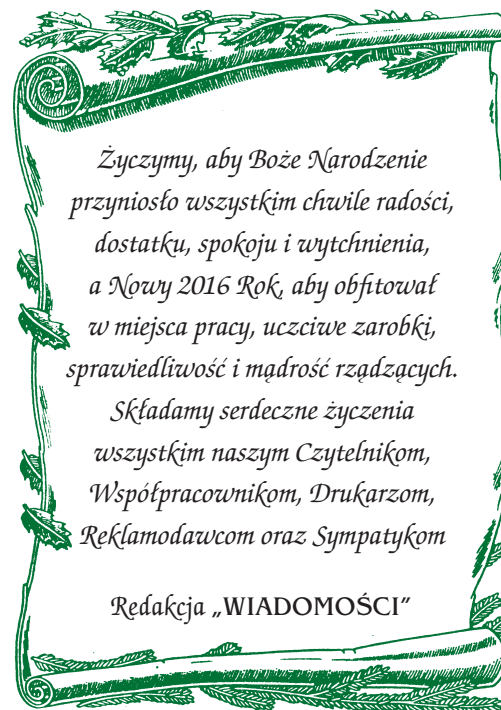 Życzymy, aby Boże Narodzenie
przyniosło wszystkim chwile radości,
dostatku, spokoju i wytchnienia,
a Nowy 2016 Rok, aby obfitował
w miejsca pracy, uczciwe zarobki,
sprawiedliwość i mądrość rządzących.
Składamy serdeczne życzenia
wszystkim naszym Czytelnikom,
Współpracownikom, Drukarzom,
Reklamodawcom oraz Sympatykom
Redakcja „WIADOMOŚCI”